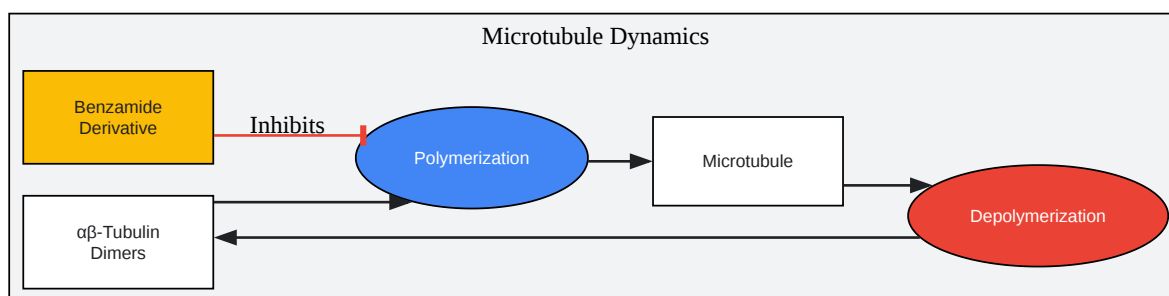 Microtubule Dynamics
Benzamide
Derivative
Inhibits
Polymerization
Microtubule
αβ-Tubulin
Dimers
Depolymerization